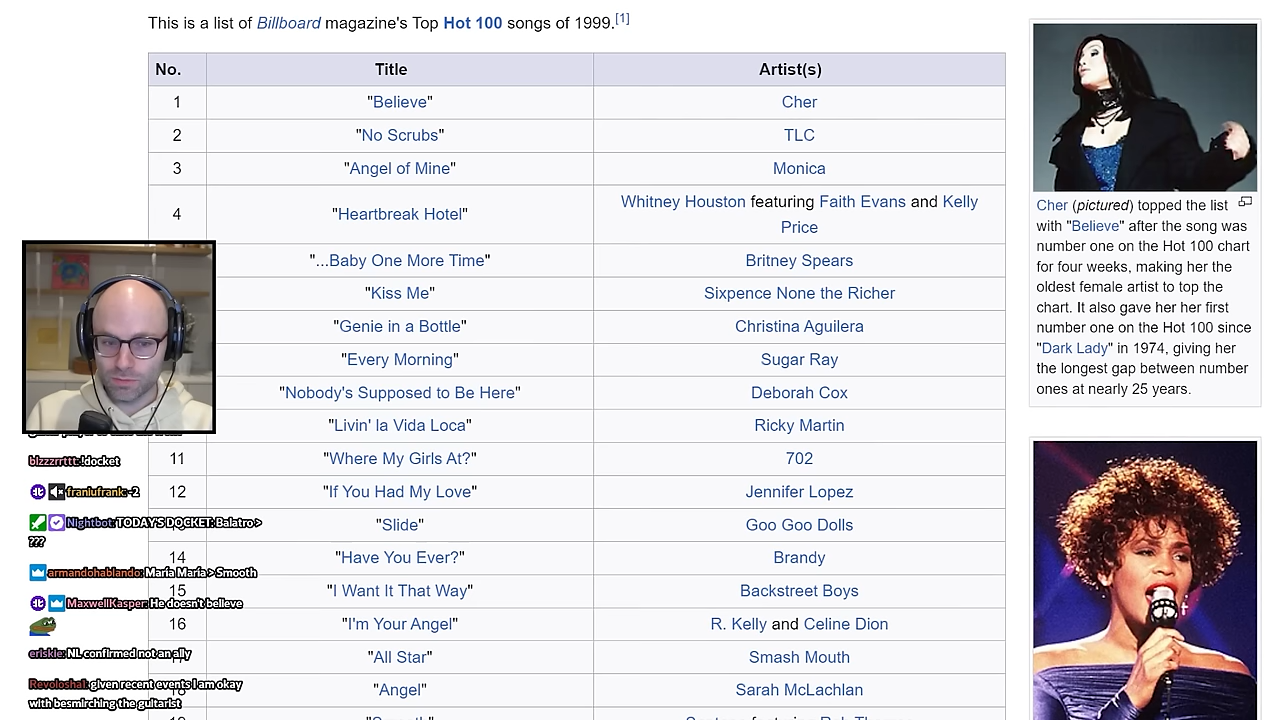 This is a list of Billboard magazine's Top Hot 100 songs of 1999.[1]
No. Title Artist(s)
1 "Believe" Cher
2 "No Scrubs" TLC
3 "Angel of Mine" Monica
4 "Heartbreak Hotel" Whitney Houston featuring Faith Evans and Kelly
Price
"...Baby One More Time" Britney Spears
"Kiss Me" Sixpence None the Richer
"Genie in a Bottle" Christina Aguilera
"Every Morning" Sugar Ray
"Nobody's Supposed to Be Here" Deborah Cox
"Livin' la Vida Loca" Ricky Martin
11 "Where My Girls At?" 702
12 "If You Had My Love" Jennifer Lopez
"Slide" Goo Goo Dolls
14 "Have You Ever?" Brandy
15 "I Want It That Way" Backstreet Boys
16 "I'm Your Angel" R. Kelly and Celine Dion
"All Star" Smash Mouth
"Angel" Sarah McLachlan
Cher (pictured) topped the list
with "Believe" after the song was
number one on the Hot 100 chart
for four weeks, making her the
oldest female artist to top the
chart. It also gave her her first
number one on the Hot 100 since
"Dark Lady" in 1974, giving her
the longest gap between number
ones at nearly 25 years.
blzzzrrttt: !docket
franiufrank: -2
Nightbot: TODAY'S DOCKET: Balatro >
???
armandohablando: María María > Smooth
MaxwellKasper: He doesn't believe
eriskie: NL confirmed not an ally
Revoloshai: given recent events I am okay
with besmirching the guitarist